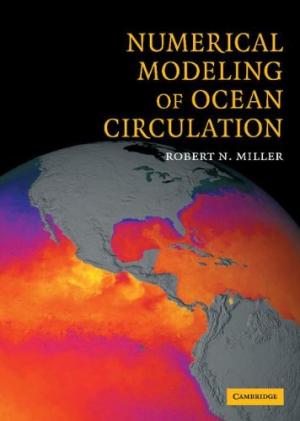 NUMERICAL
MODELING
OF OCEAN
CIRCULATION
ROBERT N. MILLER
CAMBRIDGE